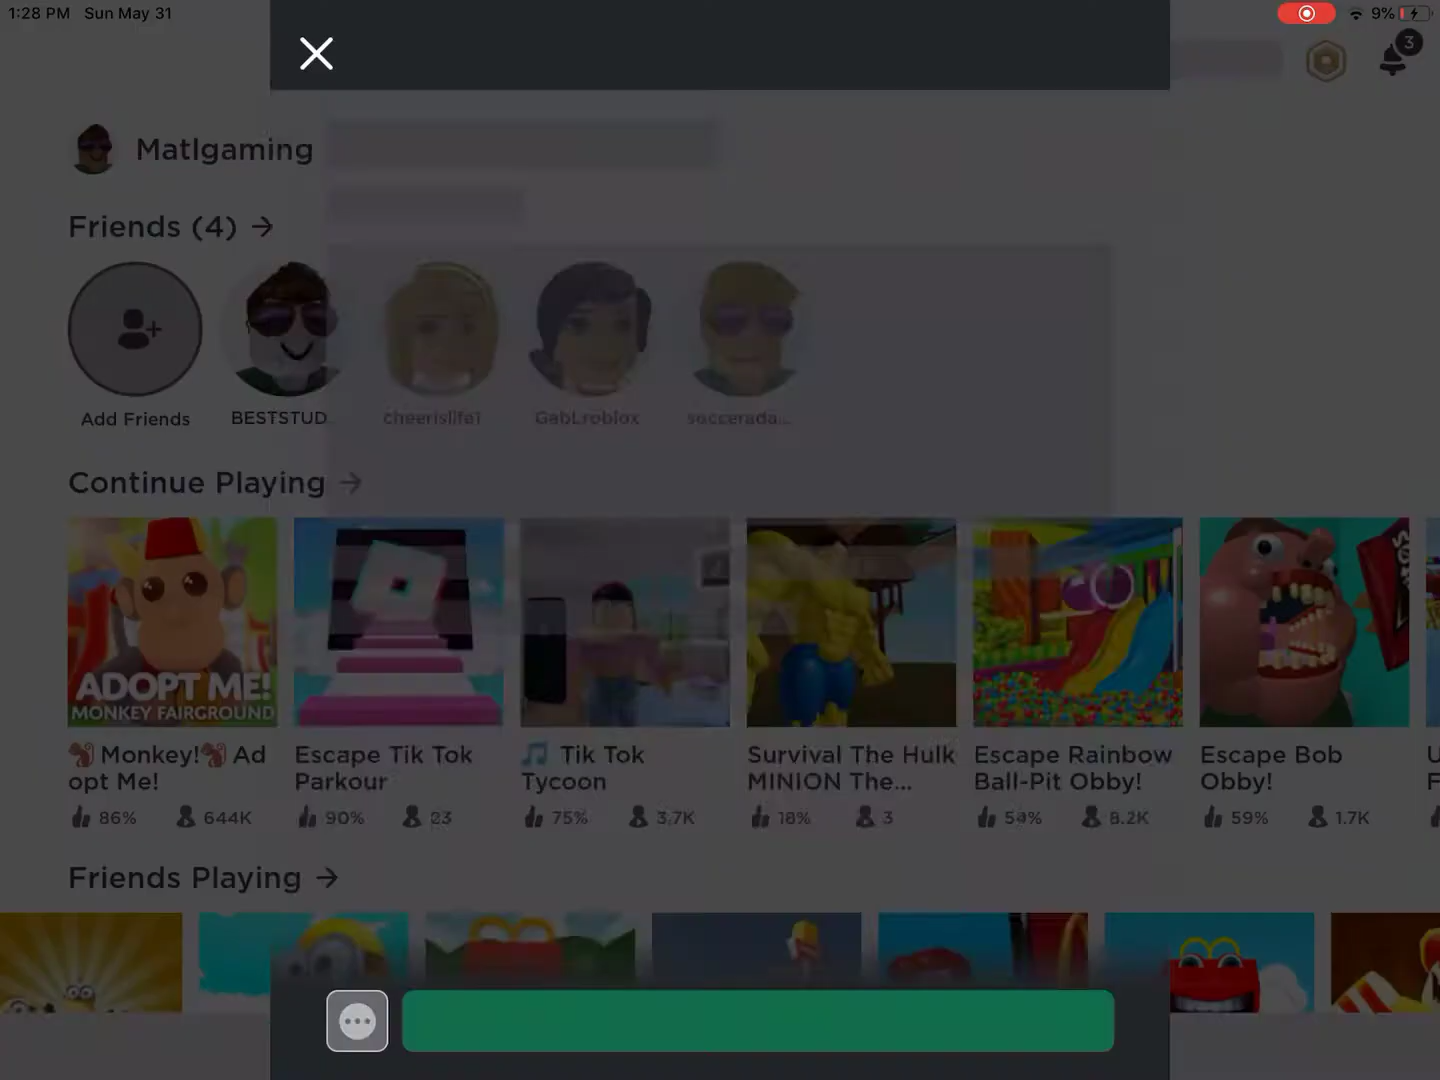 1:28 PM Sun May 31
9%
3
Matlgaming
Friends (4) →
Add Friends
BESTSTUD..
cheerislife1
GabLroblox
soccerada...
Continue Playing →
ADOPT ME!
MONKEY FAIRGROUND
🐒Monkey!🐒 Ad
opt Me!
86% 644K
Escape Tik Tok
Parkour
90% 23
🎵 Tik Tok
Tycoon
75% 3.7K
Survival The Hulk
MINION The...
18% 3
Escape Rainbow
Ball-Pit Obby!
54% 8.2K
Escape Bob
Obby!
59% 1.7K
Friends Playing →